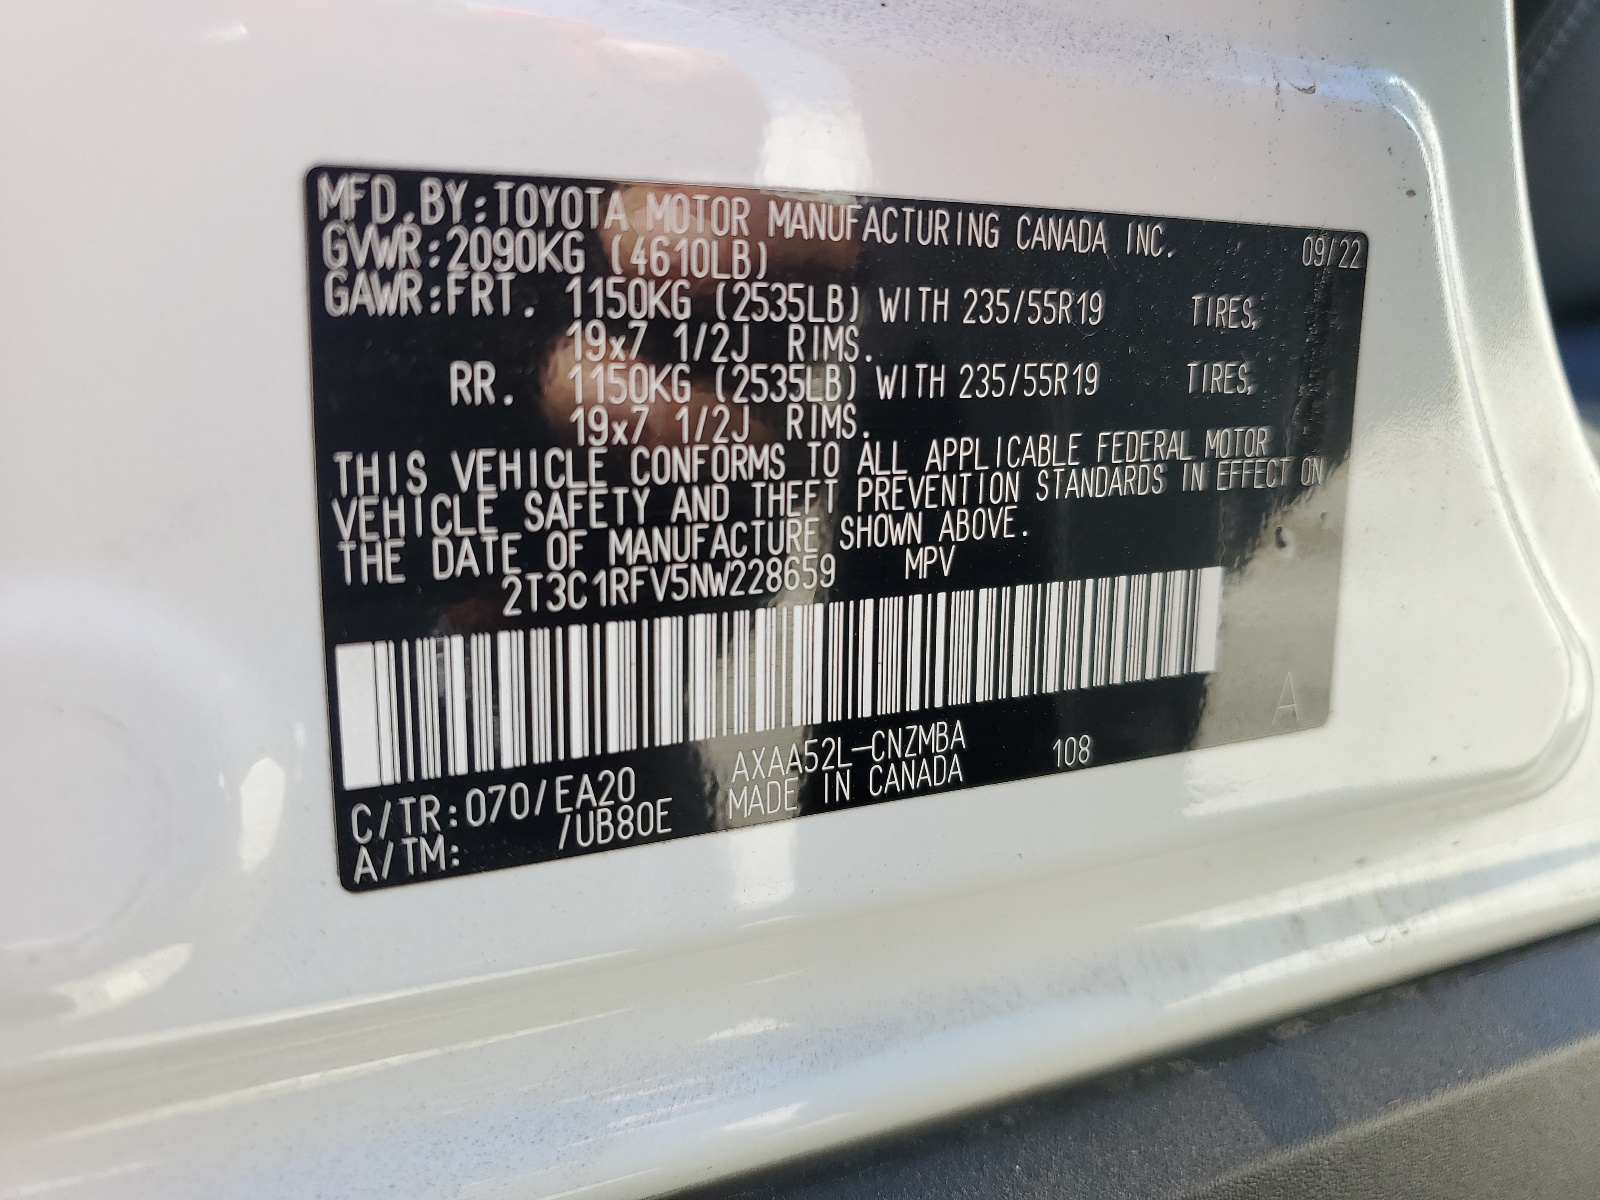 MFD.BY:TOYOTA MOTOR MANUFACTURING CANADA INC. 09/22
GVWR:2090KG (4610LB)
GAWR:FRT. 1150KG (2535LB) WITH 235/55R19 TIRES,
19x7 1/2J RIMS.
RR. 1150KG (2535LB) WITH 235/55R19 TIRES,
19x7 1/2J RIMS.
THIS VEHICLE CONFORMS TO ALL APPLICABLE FEDERAL MOTOR
VEHICLE SAFETY AND THEFT PREVENTION STANDARDS IN EFFECT ON
THE DATE OF MANUFACTURE SHOWN ABOVE.
2T3C1RFV5NW228659 MPV
C/TR:070/EA20 AXAA52L-CNZMBA 108 A
A/TM: /UB80E MADE IN CANADA